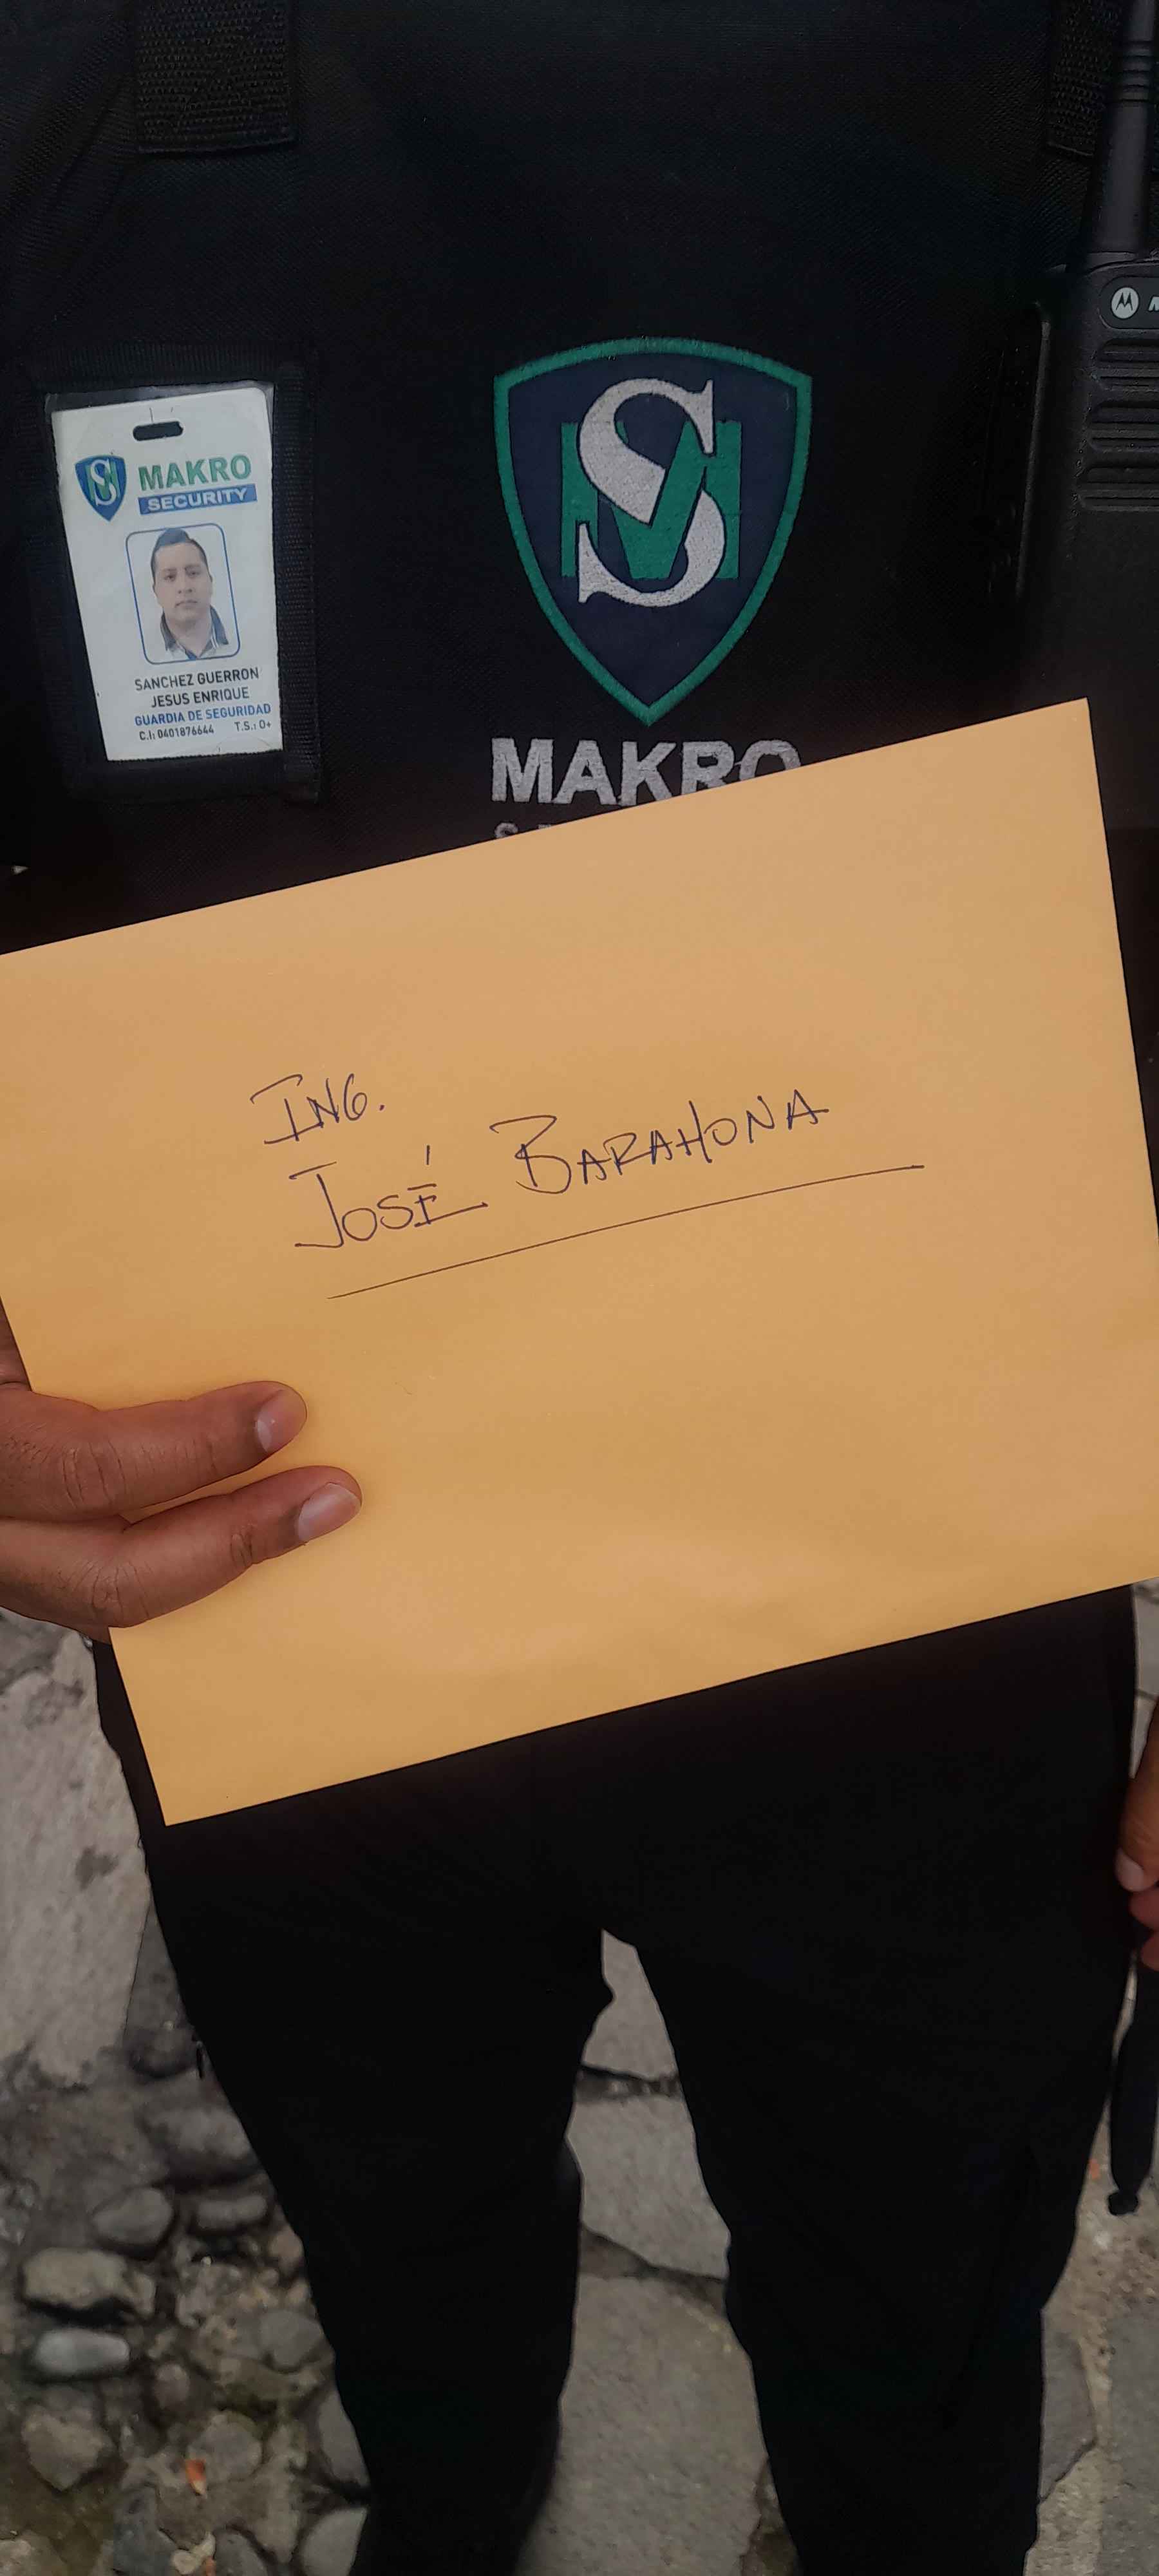 MAKRO
SECURITY
SANCHEZ GUERRON
JESUS ENRIQUE
GUARDIA DE SEGURIDAD
C.I: 0401876644 T.S.: O+
MAKRO
ING.
JOSÉ BARAHONA